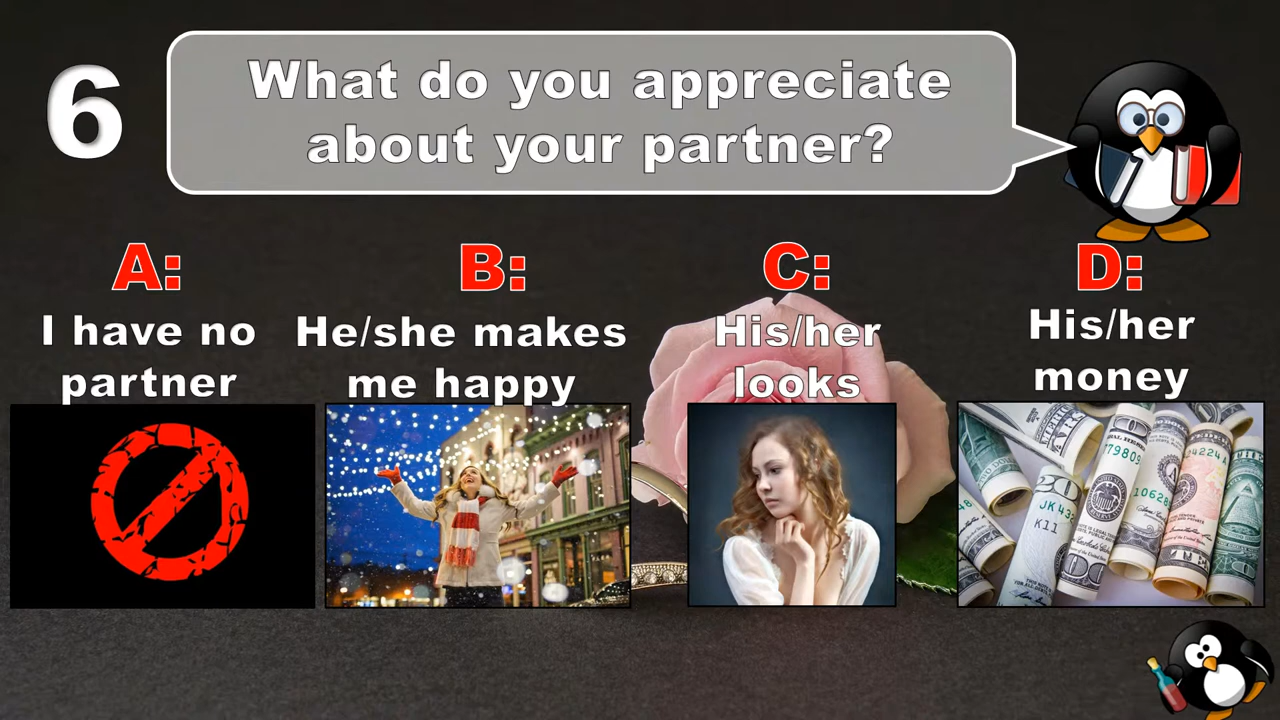 6
What do you appreciate
about your partner?
A:
I have no
partner
B:
He/she makes
me happy
C:
His/her
looks
D:
His/her
money